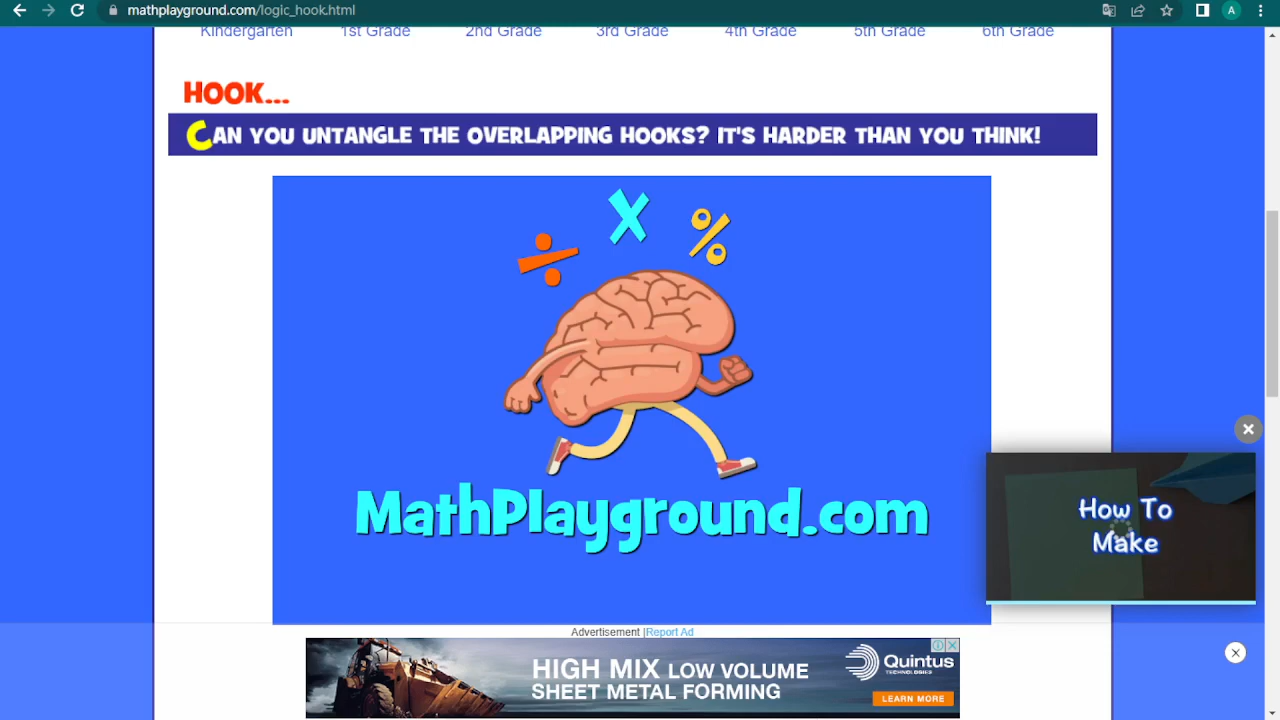 mathplayground.com/logic_hook.html
A
Kindergarten 1st Grade 2nd Grade 3rd Grade 4th Grade 5th Grade 6th Grade
HOOK...
CAN YOU UNTANGLE THE OVERLAPPING HOOKS? IT'S HARDER THAN YOU THINK!
÷ X %
MathPlayground.com
How To
Make
Advertisement |Report Ad
HIGH MIX LOW VOLUME
SHEET METAL FORMING
Quintus
TECHNOLOGIES
LEARN MORE